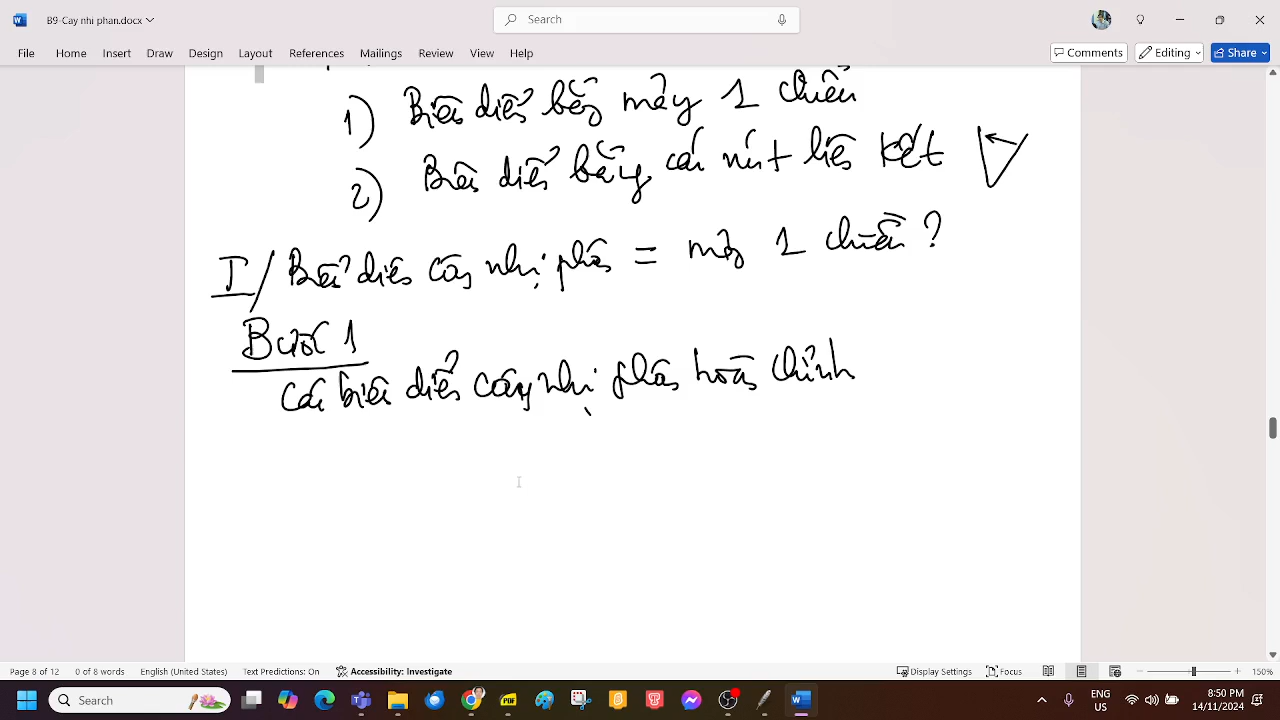 B9-Cay nhi phan.docx
Search
File Home Insert Draw Design Layout References Mailings Review View Help
Comments Editing Share
1) Biểu diễn bằng mảng 1 chiều
2) Biểu diễn bằng các nút liên kết
I/ Biểu diễn cây nhị phân = mảng 1 chiều?
Bước 1
Cách biểu diễn cây nhị phân hoàn chỉnh
Page 8 of 12 0 of 8 words English (United States) Text Predictions: On Accessibility: Investigate Display Settings Focus 150%
Search PDF ENG US 8:50 PM 14/11/2024